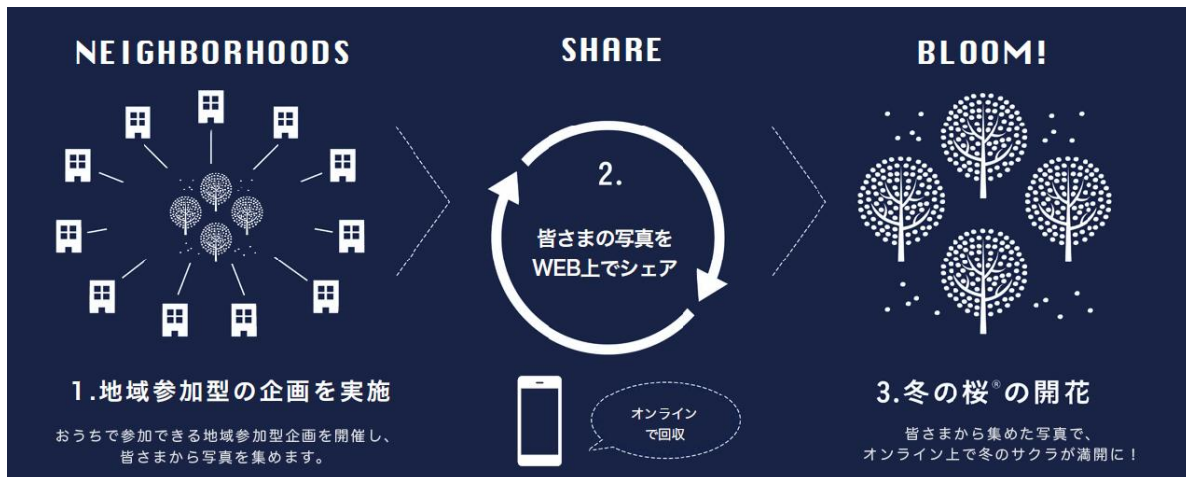 NEIGHBORHOODS
1.地域参加型の企画を実施
おうちで参加できる地域参加型企画を開催し、
皆さまから写真を集めます。
SHARE
2.
皆さまの写真を
WEB上でシェア
オンライン
で回収
BLOOM!
3.冬の桜®の開花
皆さまから集めた写真で、
オンライン上で冬のサクラが満開に！